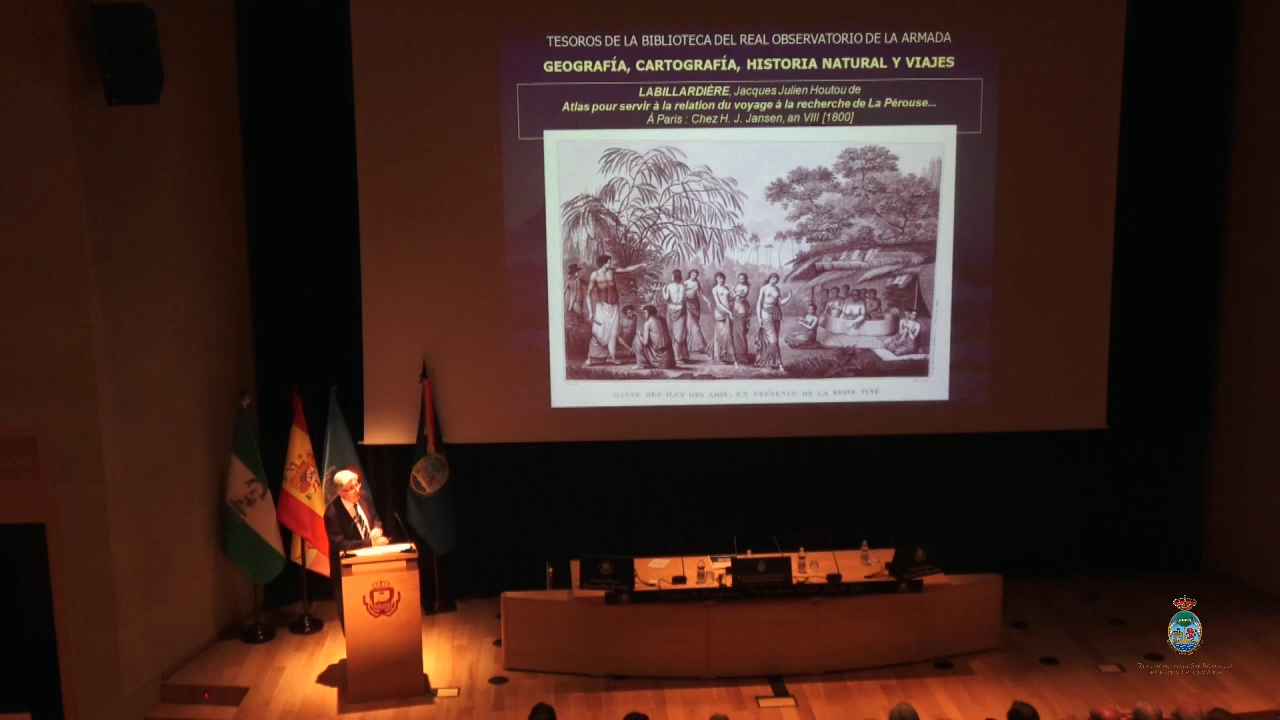 TESOROS DE LA BIBLIOTECA DEL REAL OBSERVATORIO DE LA ARMADA
GEOGRAFÍA, CARTOGRAFÍA, HISTORIA NATURAL Y VIAJES
LABILLARDIÈRE, Jacques Julien Houtou de
Atlas pour servir à la relation du voyage à la recherche de La Pérouse...
À Paris : Chez H. J. Jansen, an VIII [1800]
DANSE DES ÎLES DES AMIS, EN PRÉSENCE DE LA REINE TINÉ